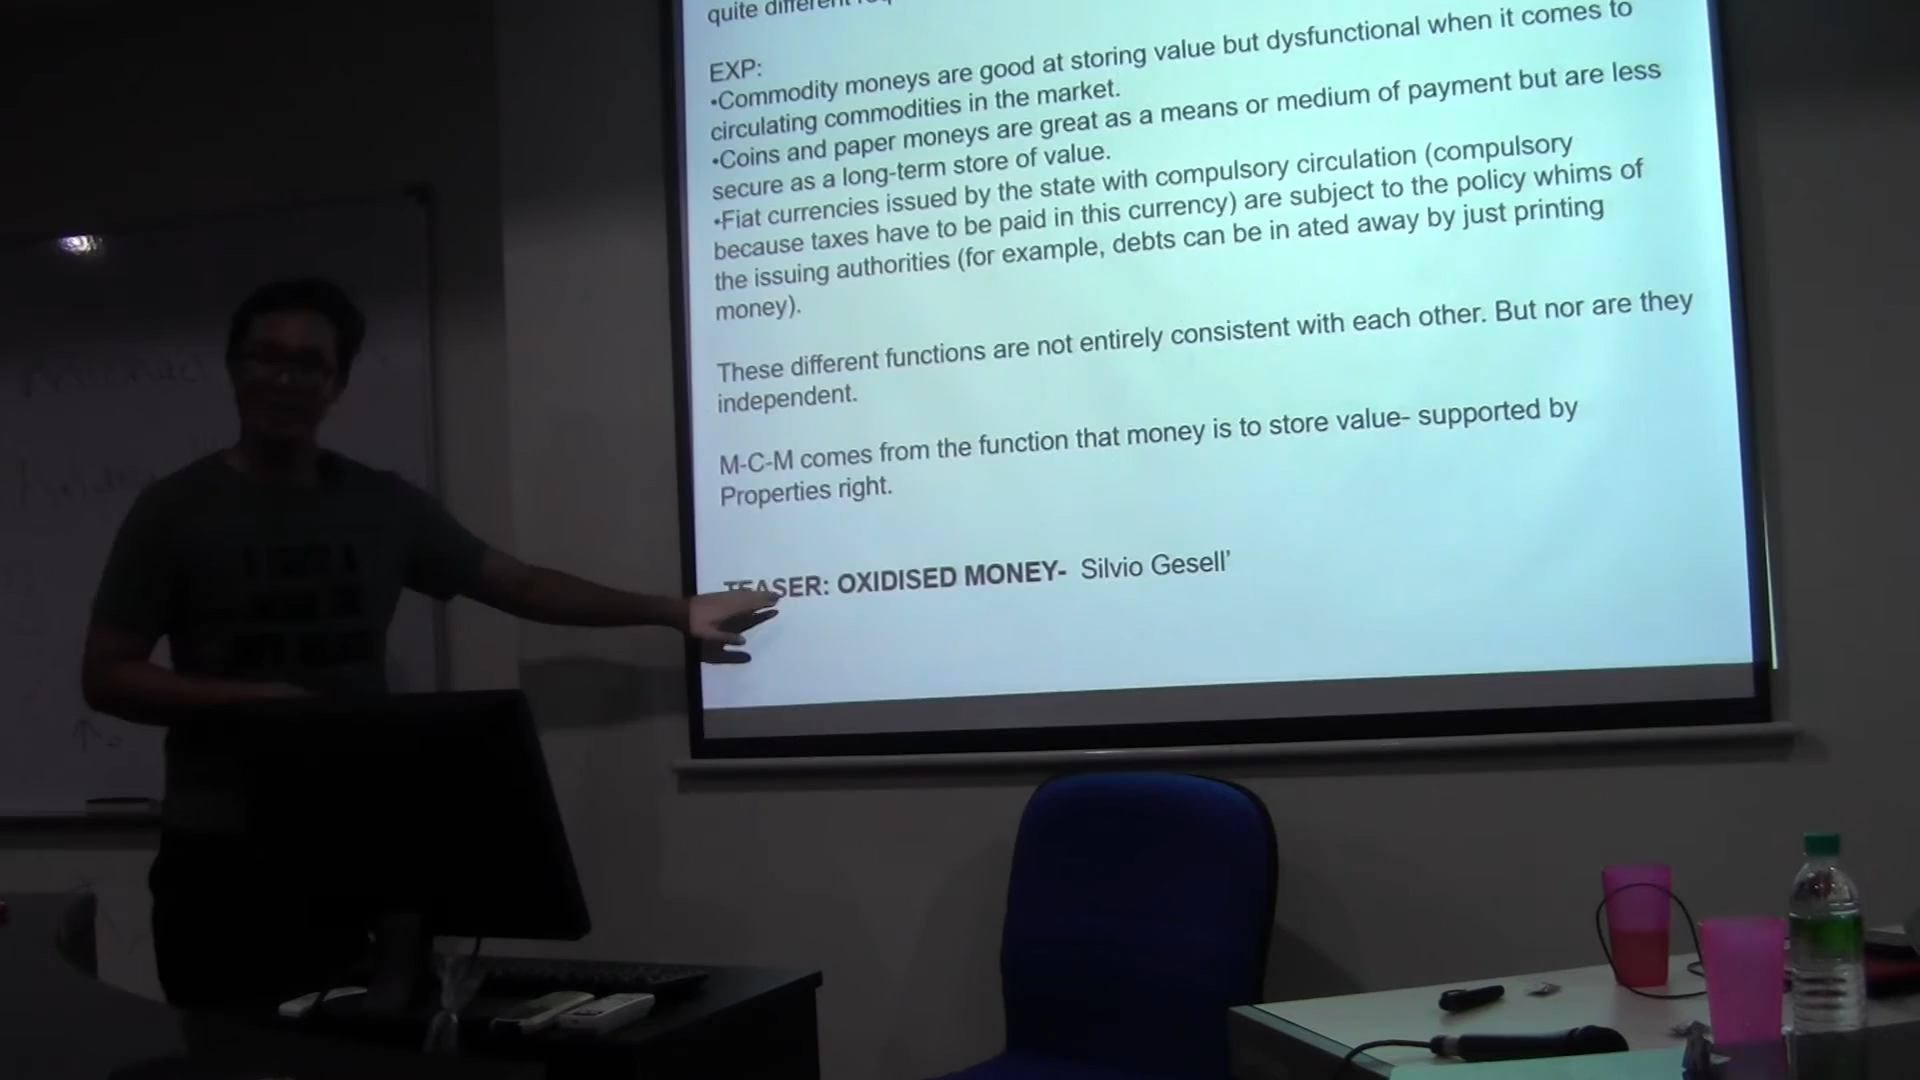 quite different
EXP:
•Commodity moneys are good at storing value but dysfunctional when it comes to
circulating commodities in the market.
•Coins and paper moneys are great as a means or medium of payment but are less
secure as a long-term store of value.
•Fiat currencies issued by the state with compulsory circulation (compulsory
because taxes have to be paid in this currency) are subject to the policy whims of
the issuing authorities (for example, debts can be in ated away by just printing
money).
These different functions are not entirely consistent with each other. But nor are they
independent.
M-C-M comes from the function that money is to store value- supported by
Properties right.
TEASER: OXIDISED MONEY- Silvio Gesell’